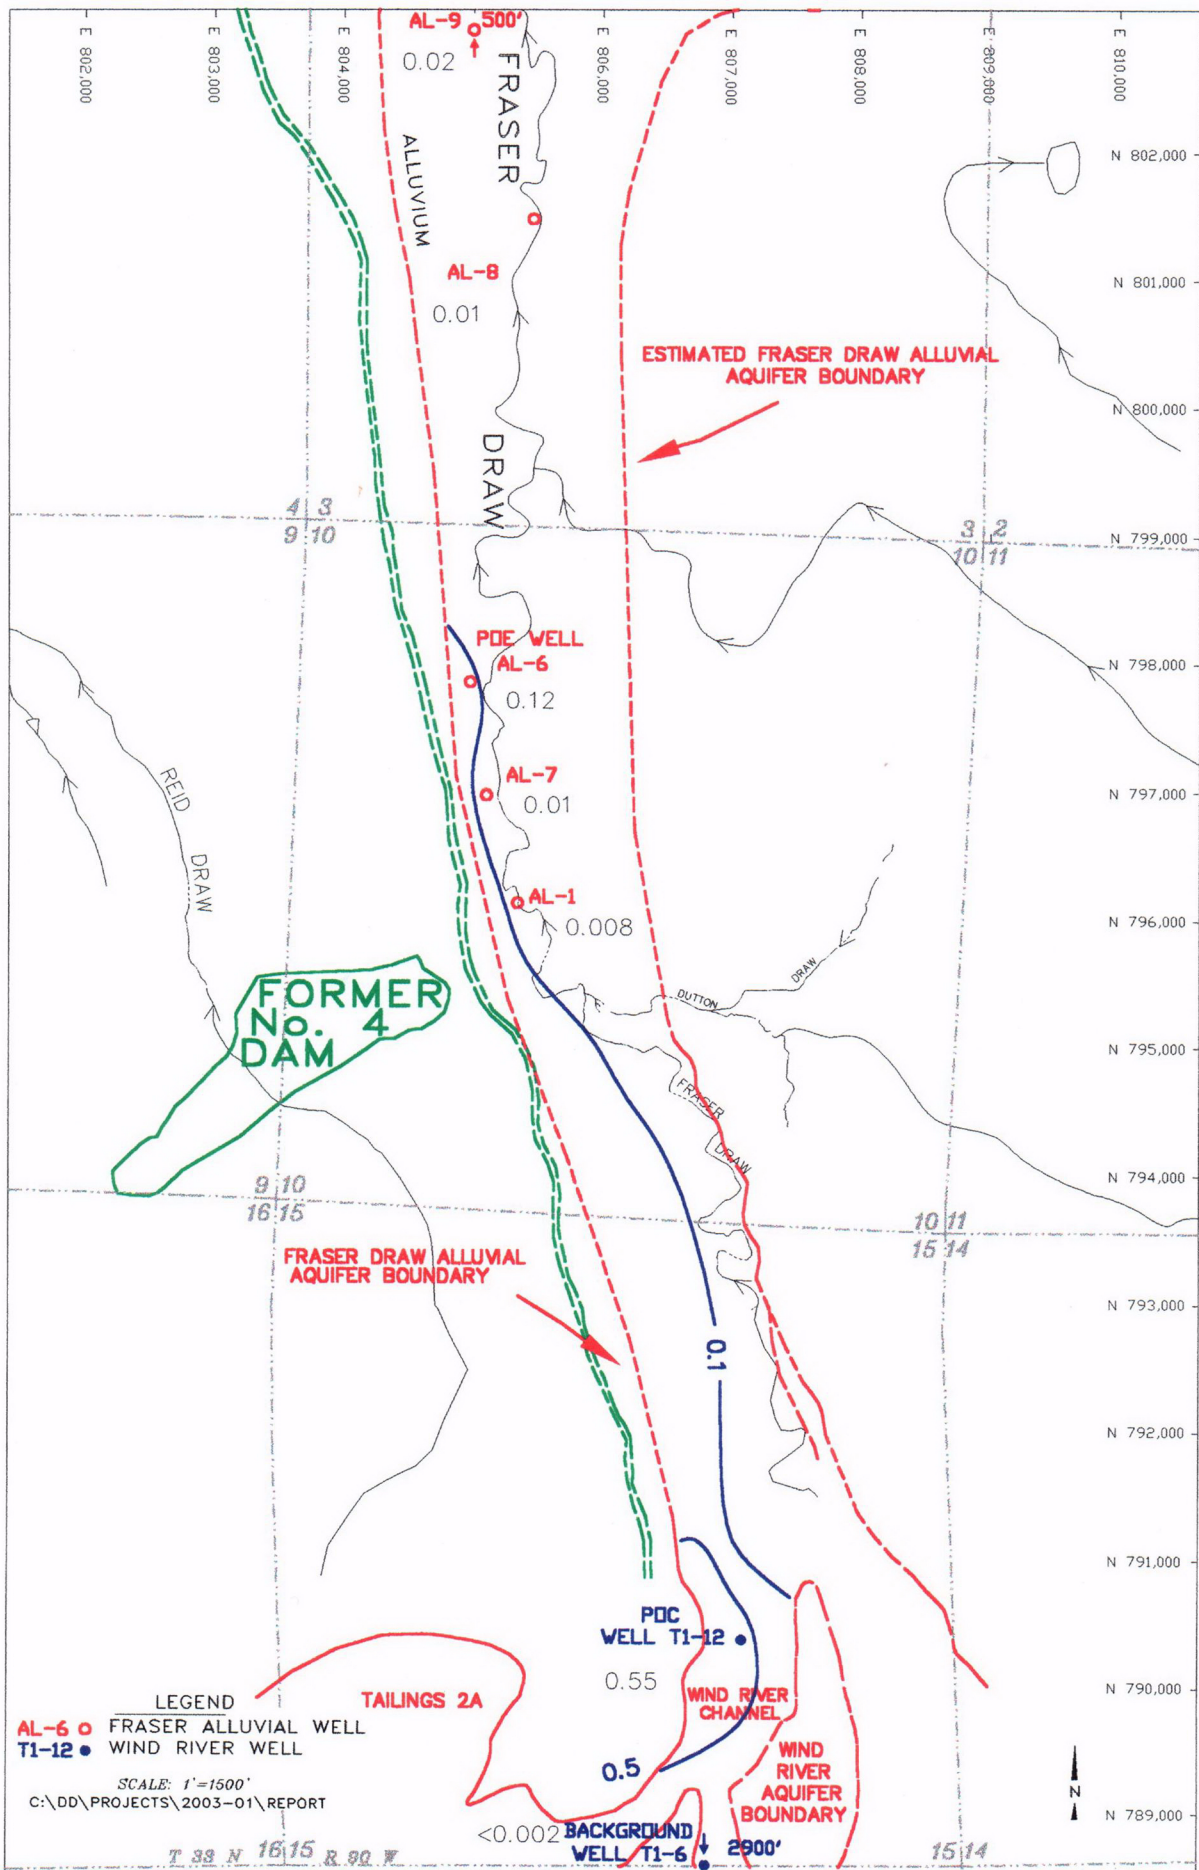 AL-9 500'
0.02
E 802,000
E 803,000
E 804,000
E 806,000
E 807,000
E 808,000
E 809,000
E 810,000
FRASER
DRAW
ALLUVIUM
N 802,000
AL-8
0.01
N 801,000
ESTIMATED FRASER DRAW ALLUVIAL
AQUIFER BOUNDARY
N 800,000
4 3
9 10
3 2
10 11
N 799,000
POE WELL
AL-6
0.12
N 798,000
AL-7
0.01
N 797,000
REID
DRAW
AL-1
0.008
N 796,000
FORMER
No. 4
DAM
DUTTON
DRAW
N 795,000
FRASER
DRAW
9 10
16 15
N 794,000
10 11
15 14
FRASER DRAW ALLUVIAL
AQUIFER BOUNDARY
N 793,000
0.1
N 792,000
N 791,000
POC
WELL T1-12
0.55
TAILINGS 2A
WIND RIVER
CHANNEL
N 790,000
LEGEND
AL-6 FRASER ALLUVIAL WELL
T1-12 WIND RIVER WELL
SCALE: 1'=1500'
C:\DD\PROJECTS\2003-01\REPORT
0.5
WIND
RIVER
AQUIFER
BOUNDARY
N
N 789,000
<0.002
BACKGROUND
WELL T1-6
2900'
T 33 N 16 15 R 90 W
15 14